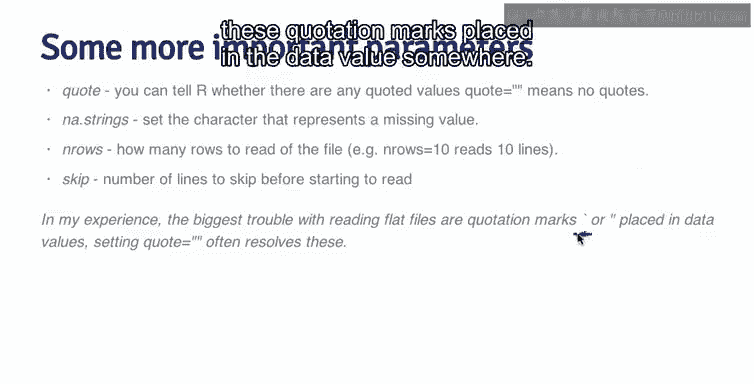 these quotation marks placed
in the data value somewhere.
Some more important parameters
· quote - you can tell R whether there are any quoted values quote="" means no quotes.
· na.strings - set the character that represents a missing value.
· nrows - how many rows to read of the file (e.g. nrows=10 reads 10 lines).
· skip - number of lines to skip before starting to read
In my experience, the biggest trouble with reading flat files are quotation marks ` or " placed in data
values, setting quote="" often resolves these.